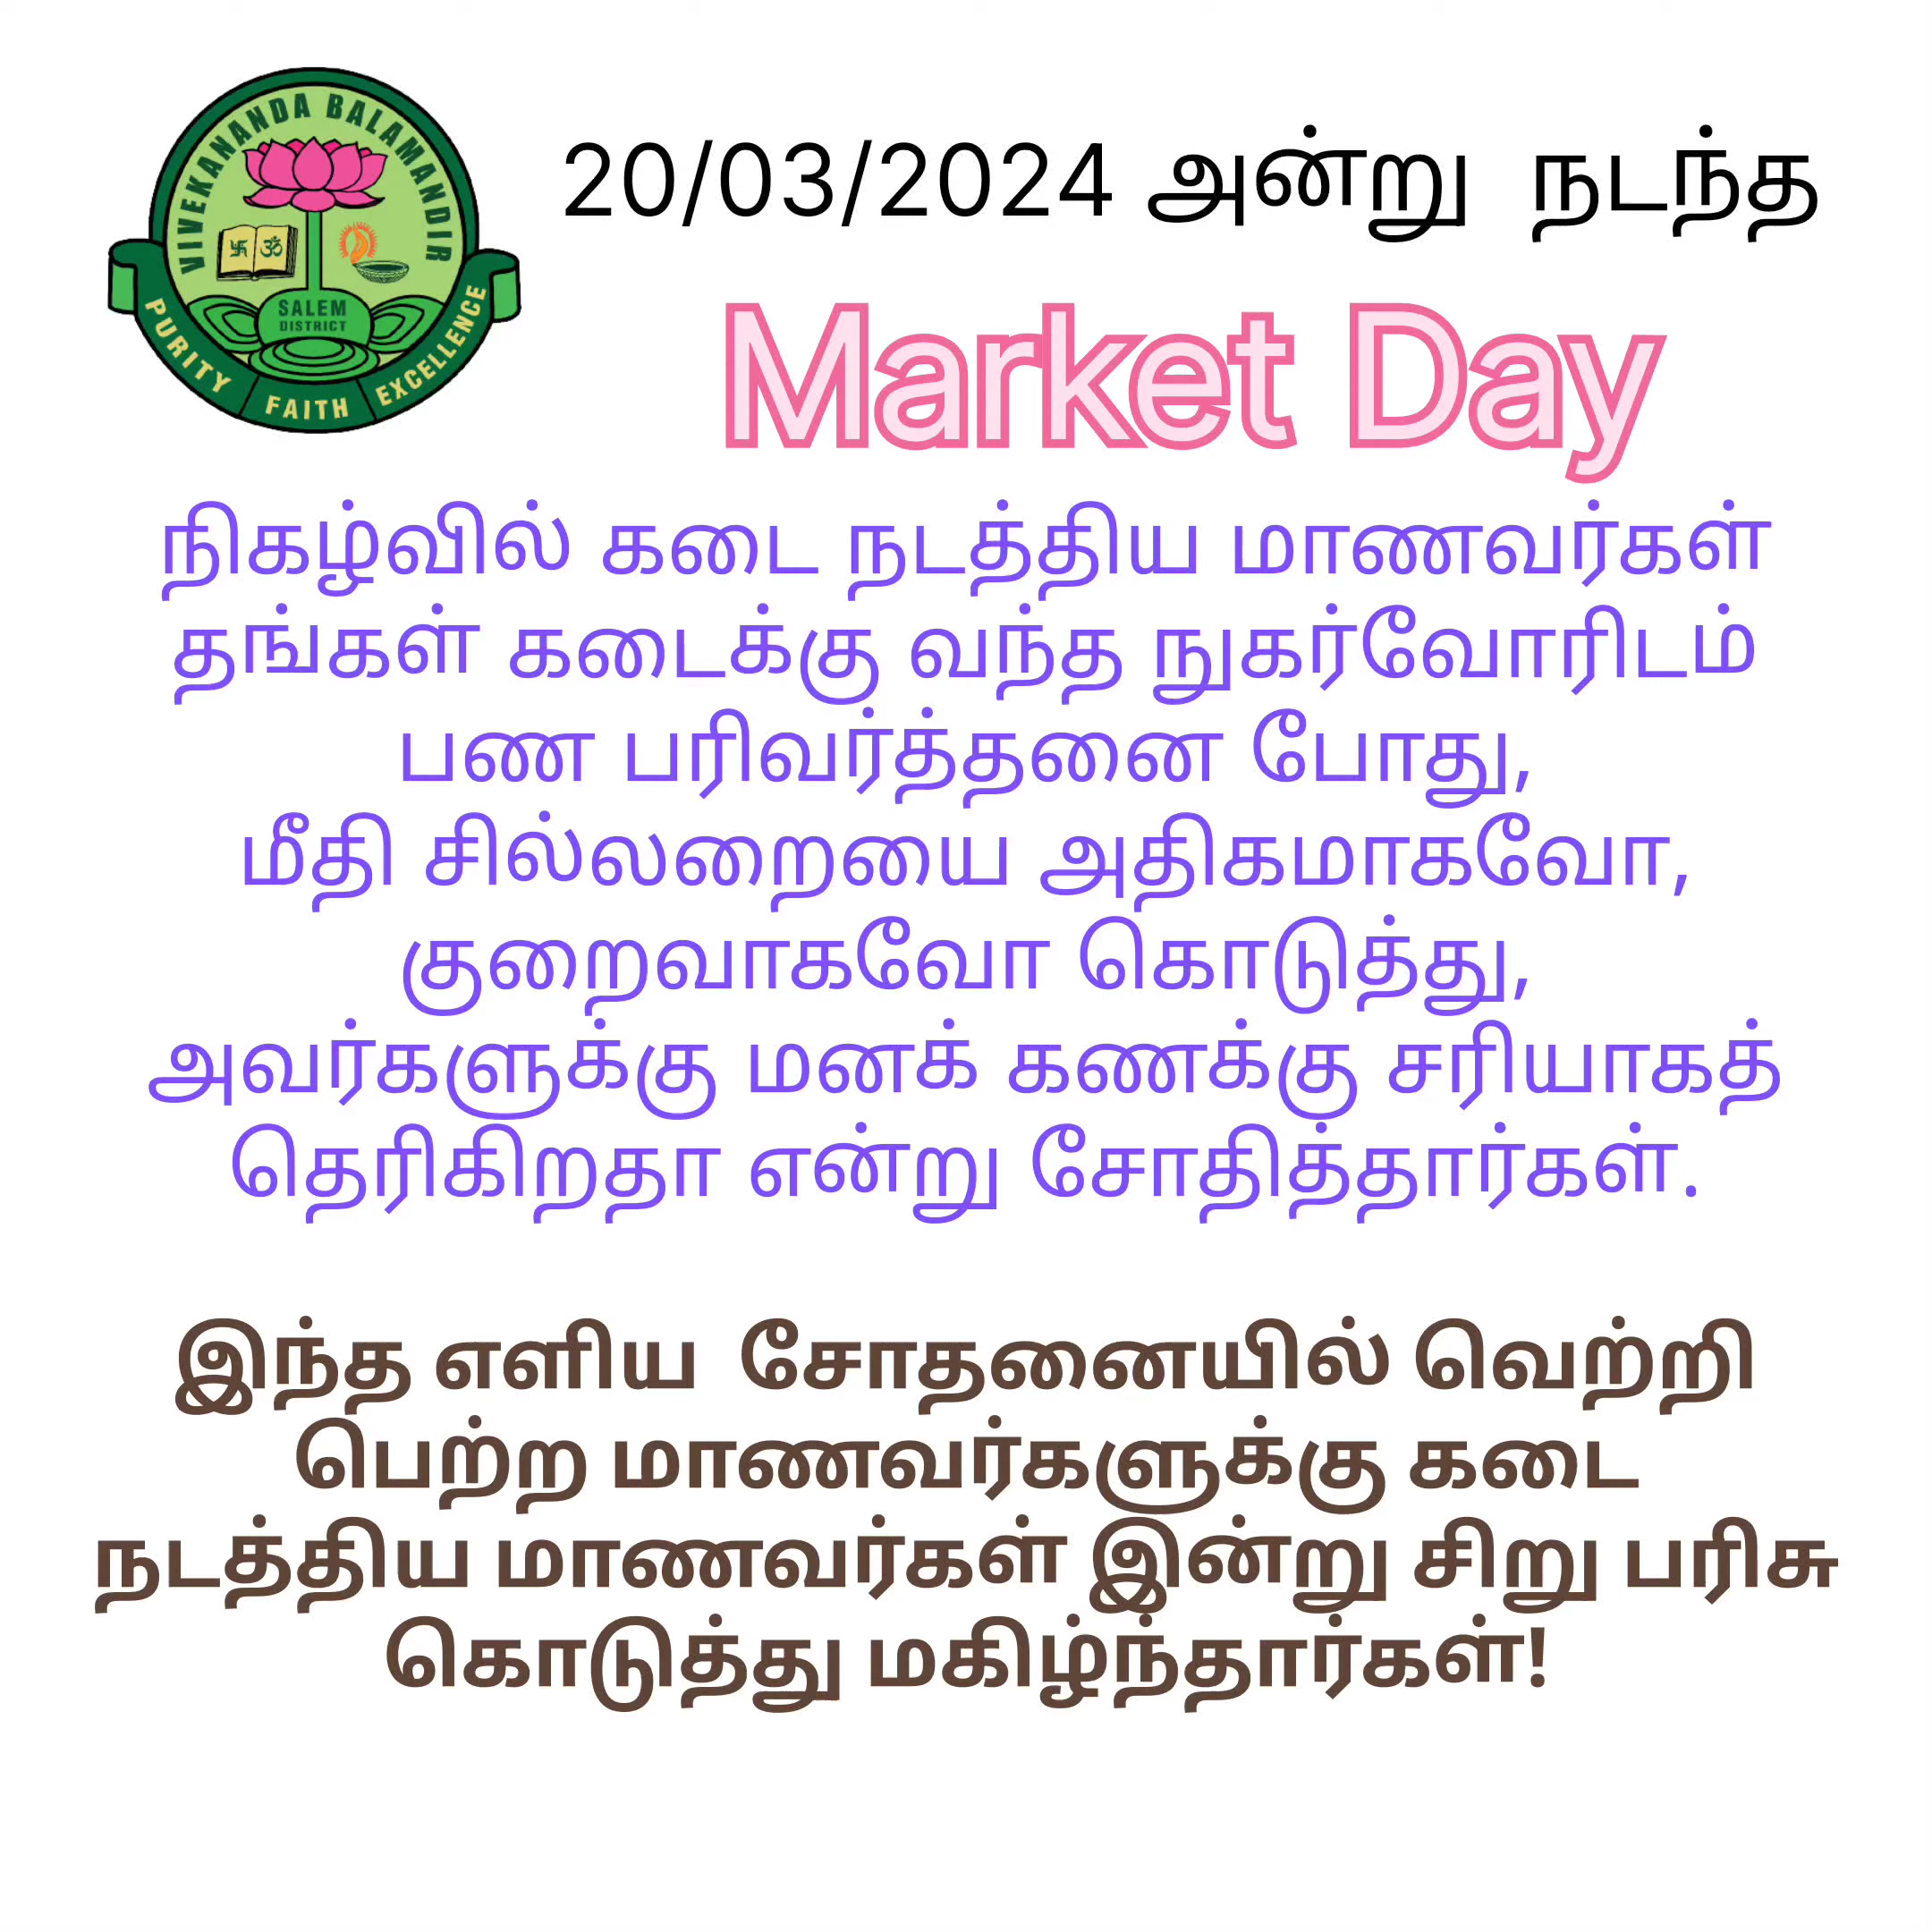 VIVEKANANDA BALAMANDIR
卐 ॐ
SALEM
DISTRICT
PURITY FAITH EXCELLENCE
20/03/2024 அன்று நடந்த
Market Day
நிகழ்வில் கடை நடத்திய மாணவர்கள்
தங்கள் கடைக்கு வந்த நுகர்வோரிடம்
பண பரிவர்த்தனை போது,
மீதி சில்லறையை அதிகமாகவோ,
குறைவாகவோ கொடுத்து,
அவர்களுக்கு மனக் கணக்கு சரியாகத்
தெரிகிறதா என்று சோதித்தார்கள்.
இந்த எளிய சோதனையில் வெற்றி
பெற்ற மாணவர்களுக்கு கடை
நடத்திய மாணவர்கள் இன்று சிறு பரிசு
கொடுத்து மகிழ்ந்தார்கள்!